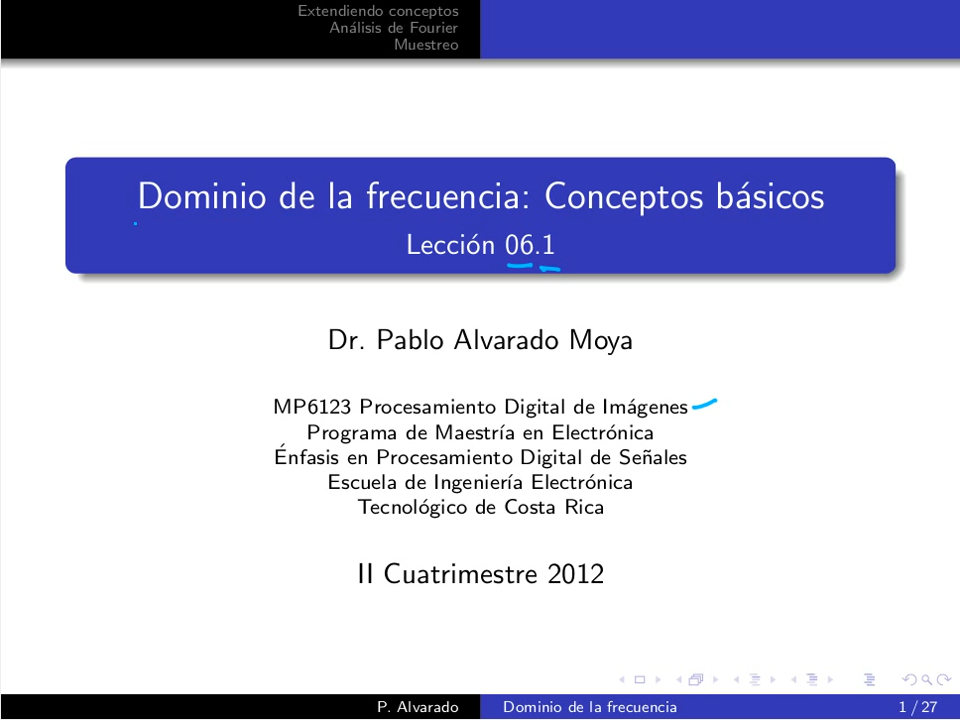 Extendiendo conceptos
Análisis de Fourier
Muestreo
Dominio de la frecuencia: Conceptos básicos
Lección 06.1
Dr. Pablo Alvarado Moya
MP6123 Procesamiento Digital de Imágenes
Programa de Maestría en Electrónica
Énfasis en Procesamiento Digital de Señales
Escuela de Ingeniería Electrónica
Tecnológico de Costa Rica
II Cuatrimestre 2012
P. Alvarado Dominio de la frecuencia 1 / 27